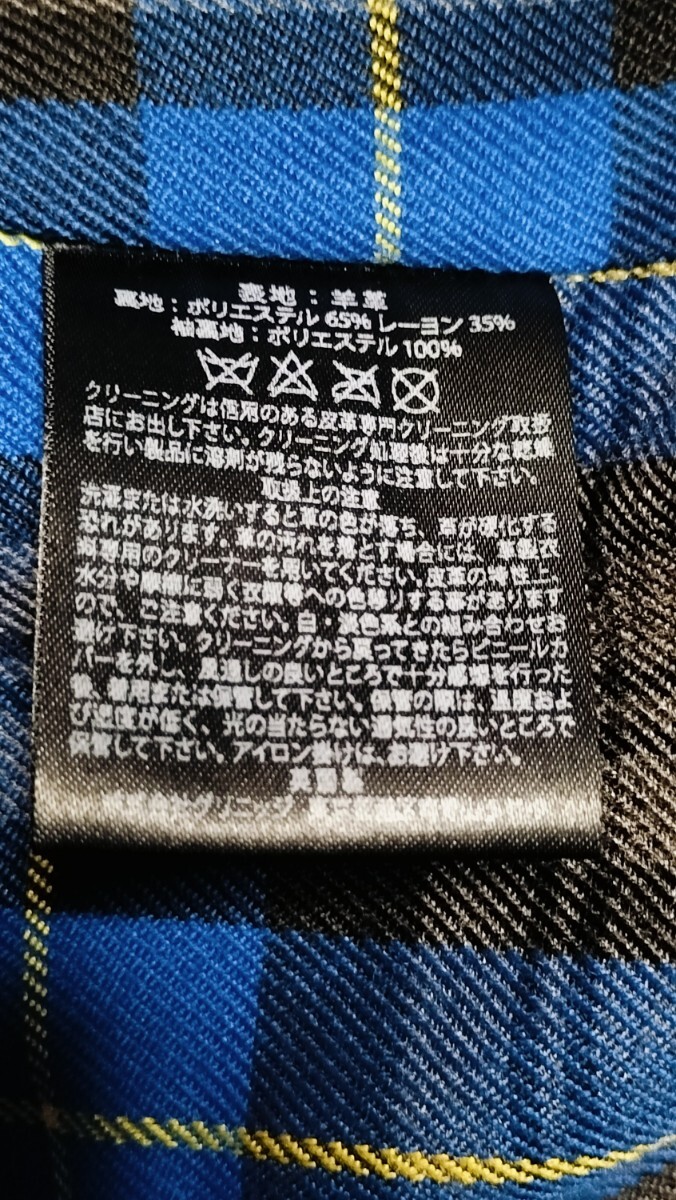 表地：羊革
裏地：ポリエステル 65% レーヨン 35%
袖裏地：ポリエステル 100%
クリーニングは信用のある皮革専門クリーニング取扱
店にお出し下さい。クリーニング処理後は十分な乾燥
を行い製品に溶剤が残らないように注意して下さい。
取扱上の注意
洗濯または水洗いすると革の色が落ち、革が硬化する
恐れがあります。革の汚れを落とす場合には、革製衣
料専用のクリーナーを用いてください。皮革の特性上、
水分や摩擦は弱く衣類等への色移りする事があります
ので、ご注意ください。白・淡色系との組み合わせお
避け下さい。クリーニングから戻ってきたらビニールカ
バーを外し、風通しの良いところで十分陰干を行った
後、着用または保管して下さい。保管の際は、温度およ
び湿度が低く、光の当たらない通気性の良いところで
保管して下さい。アイロン掛けは、お避け下さい。
英国製
株式会社グリニッジ